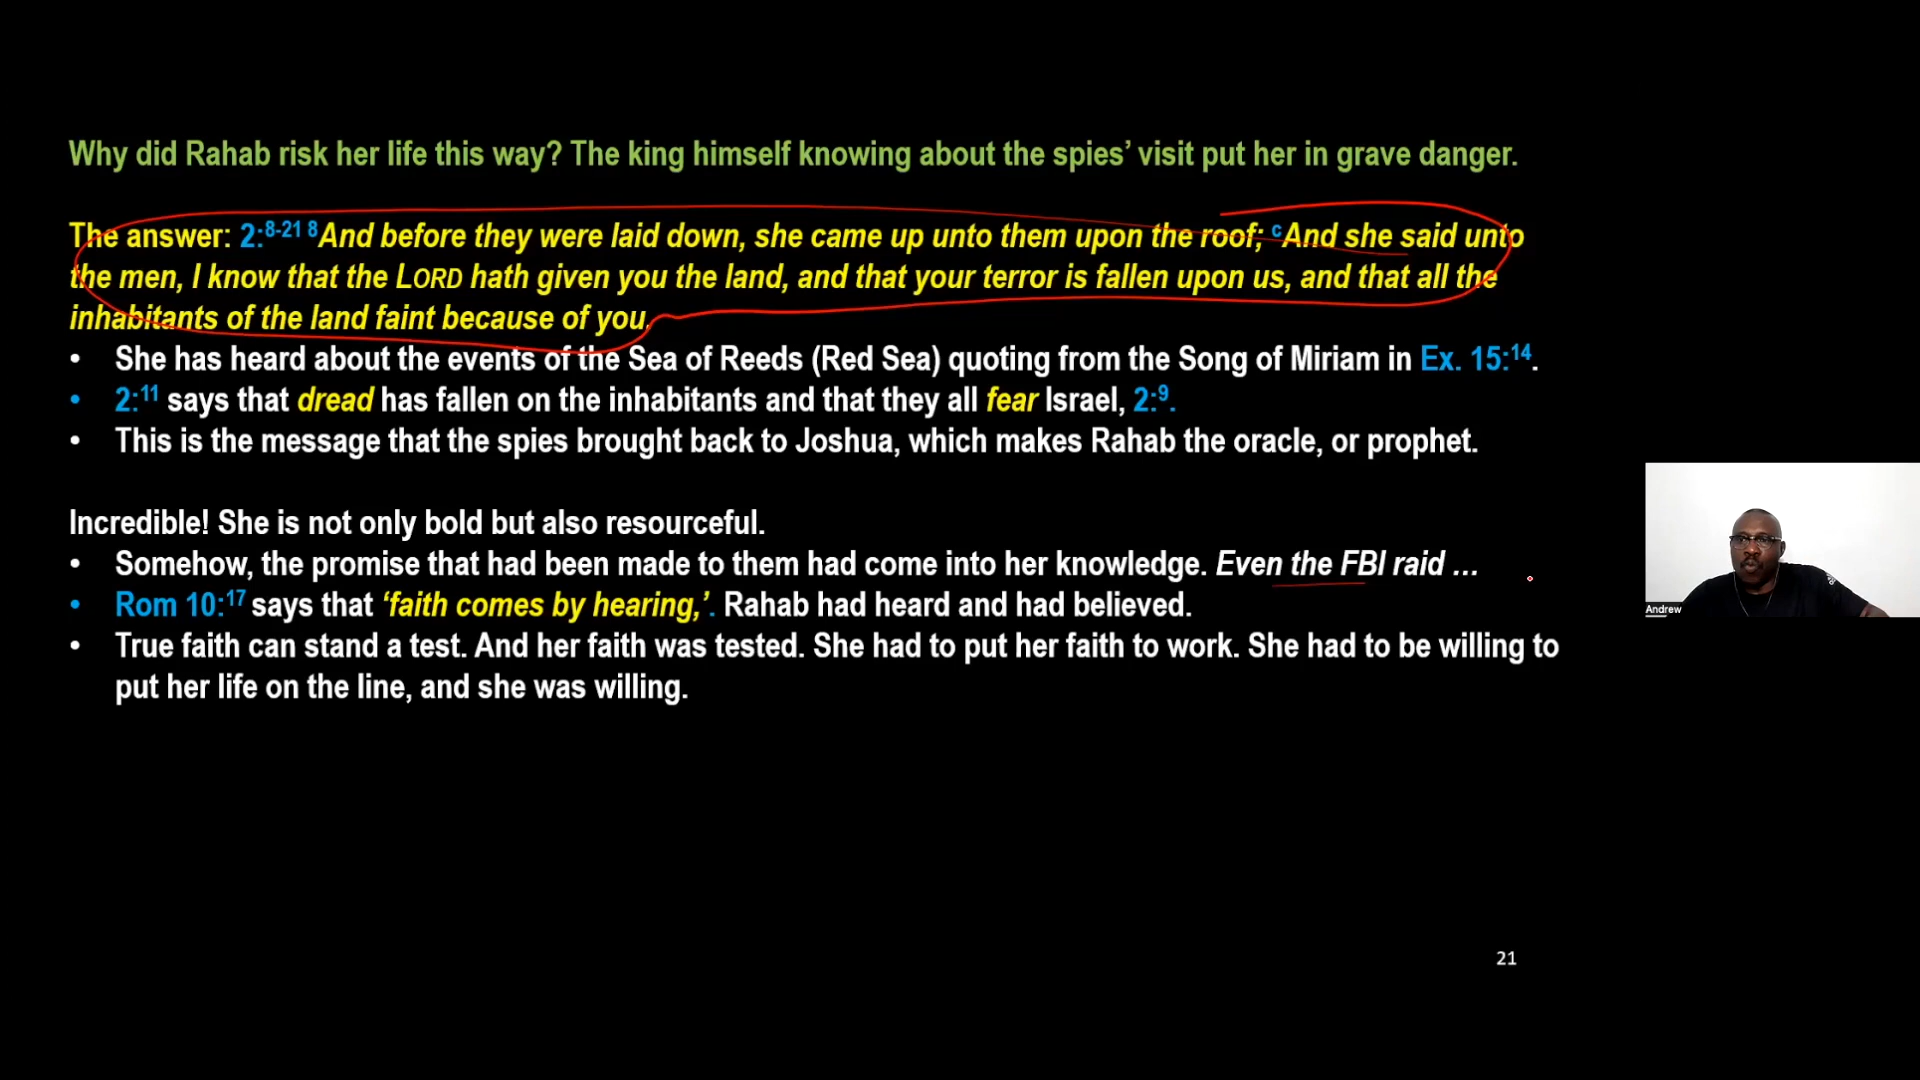 Why did Rahab risk her life this way? The king himself knowing about the spies’ visit put her in grave danger.
The answer: 2:8-21 8And before they were laid down, she came up unto them upon the roof; cAnd she said unto
the men, I know that the LORD hath given you the land, and that your terror is fallen upon us, and that all the
inhabitants of the land faint because of you.
• She has heard about the events of the Sea of Reeds (Red Sea) quoting from the Song of Miriam in Ex. 15:14.
• 2:11 says that dread has fallen on the inhabitants and that they all fear Israel, 2:9.
• This is the message that the spies brought back to Joshua, which makes Rahab the oracle, or prophet.
Incredible! She is not only bold but also resourceful.
• Somehow, the promise that had been made to them had come into her knowledge. Even the FBI raid …
• Rom 10:17 says that ‘faith comes by hearing,’. Rahab had heard and had believed.
• True faith can stand a test. And her faith was tested. She had to put her faith to work. She had to be willing to
put her life on the line, and she was willing.
Andrew
21